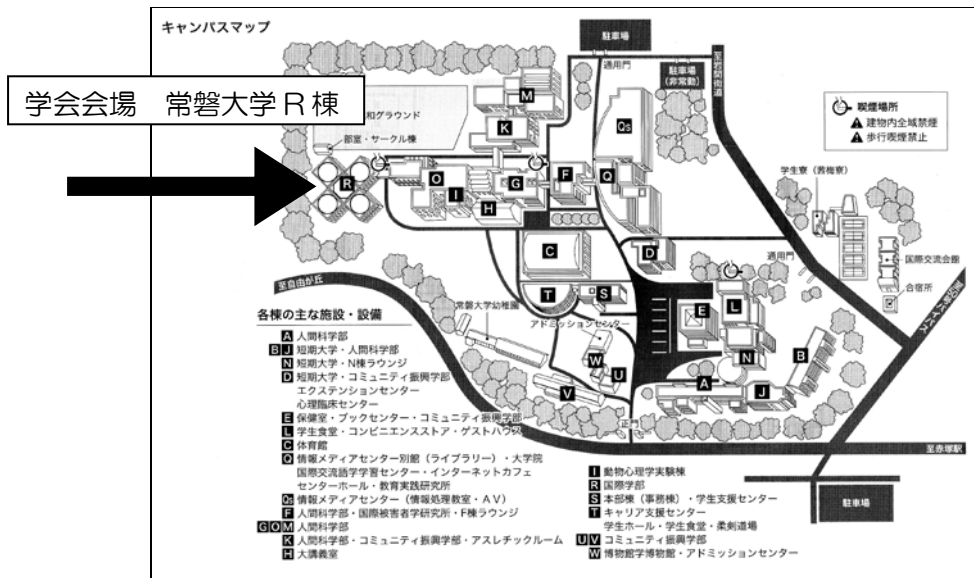 キャンパスマップ
駐車場
通用門
駐車場
(非常勤)
学会会場　常磐大学R棟
和グラウンド
部室・サークル棟
喫煙場所
建物内全域禁煙
歩行喫煙禁止
M
K
Qs
R
O
I
G
H
F
Q
学生寮(茜梅寮)
C
D
通用門
国際交流会館
合宿所
至自由が丘
T
S
E
L
常磐大学幼稚園
アドミッションセンター
W
U
N
B
A
J
V
正門
至赤塚駅
駐車場
各棟の主な施設・設備
A 人間科学部
B J 短期大学・人間科学部
N 短期大学・N棟ラウンジ
D 短期大学・コミュニティ振興学部
エクステンションセンター
心理臨床センター
E 保健室・ブックセンター・コミュニティ振興学部
L 学生食堂・コンビニエンスストア・ゲストハウス
C 体育館
Q 情報メディアセンター別館(ライブラリー)・大学院
国際交流語学学習センター・インターネットカフェ
センターホール・教育実践研究所
Qs 情報メディアセンター(情報処理教室・AV)
F 人間科学部・国際被害者学研究所・F棟ラウンジ
G O M 人間科学部
K 人間科学部・コミュニティ振興学部・アスレチックルーム
H 大講義室
I 動物心理学実験棟
R 国際学部
S 本部棟(事務棟)・学生支援センター
T キャリア支援センター
学生ホール・学生食堂・柔剣道場
U V コミュニティ振興学部
W 博物館学博物館・アドミッションセンター